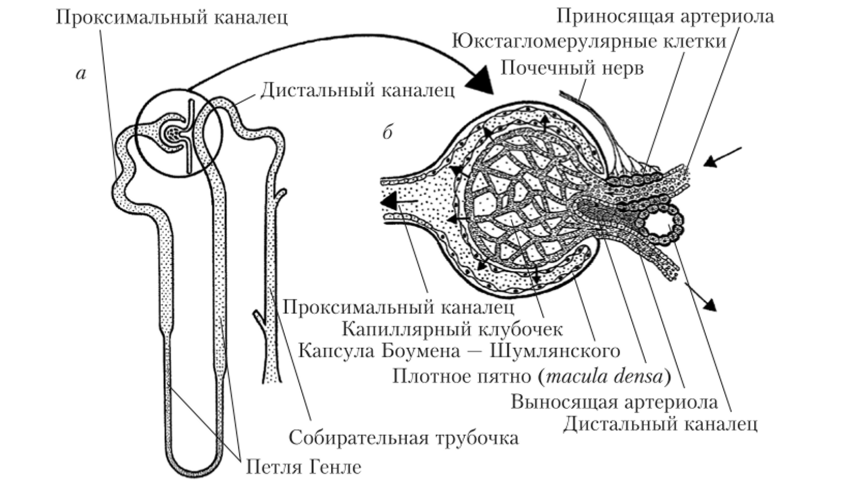 Проксимальный каналец
а
Дистальный каналец
Собирательная трубочка
Петля Генле
Приносящая артериола
Юкстагломерулярные клетки
Почечный нерв
б
Проксимальный каналец
Капиллярный клубочек
Капсула Боумена — Шумлянского
Плотное пятно (macula densa)
Выносящая артериола
Дистальный каналец